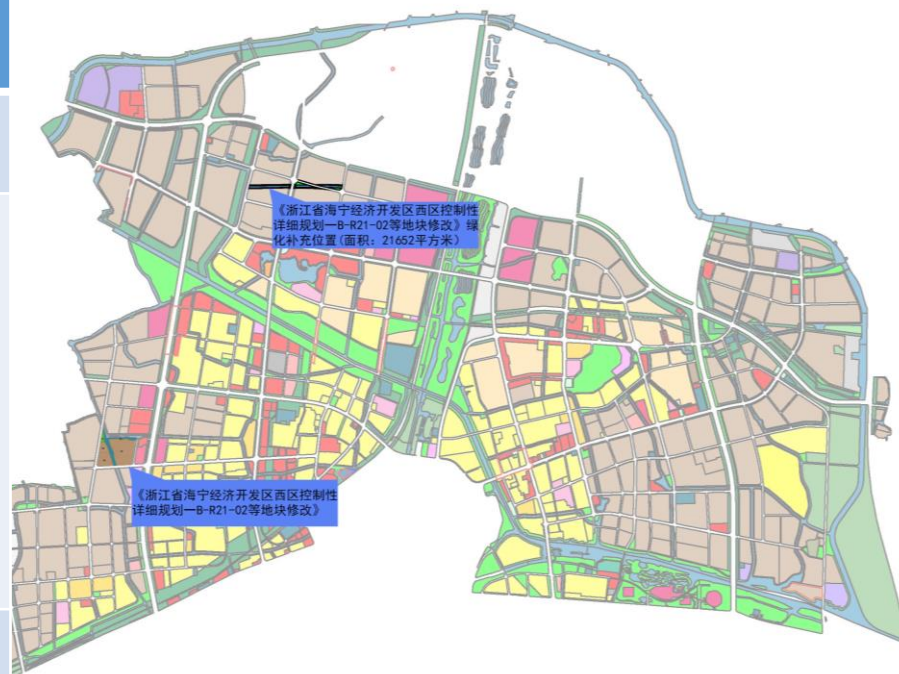 《浙江省海宁经济开发区西区控制性
详细规划—B-R21-02等地块修改》绿
化补充位置(面积：21652平方米)
《浙江省海宁经济开发区西区控制性
详细规划—B-R21-02等地块修改》